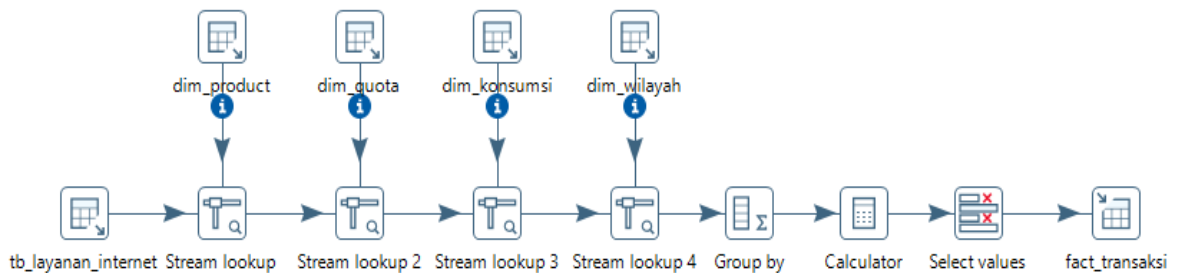 dim_product dim_quota dim_konsumsi dim_wilayah
tb_layanan_internet Stream lookup Stream lookup 2 Stream lookup 3 Stream lookup 4 Group by Calculator Select values fact_transaksi